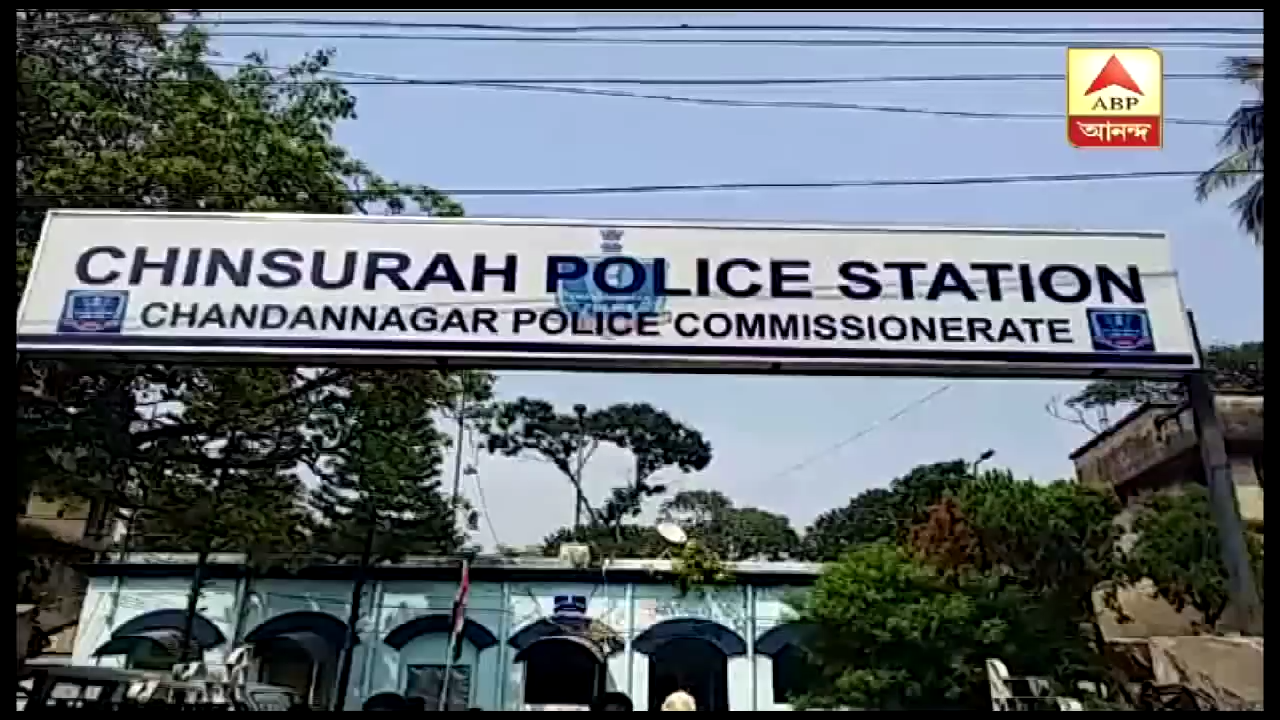 ABP
আনন্দ
CHINSURAH POLICE STATION
CHANDANNAGAR POLICE COMMISSIONERATE